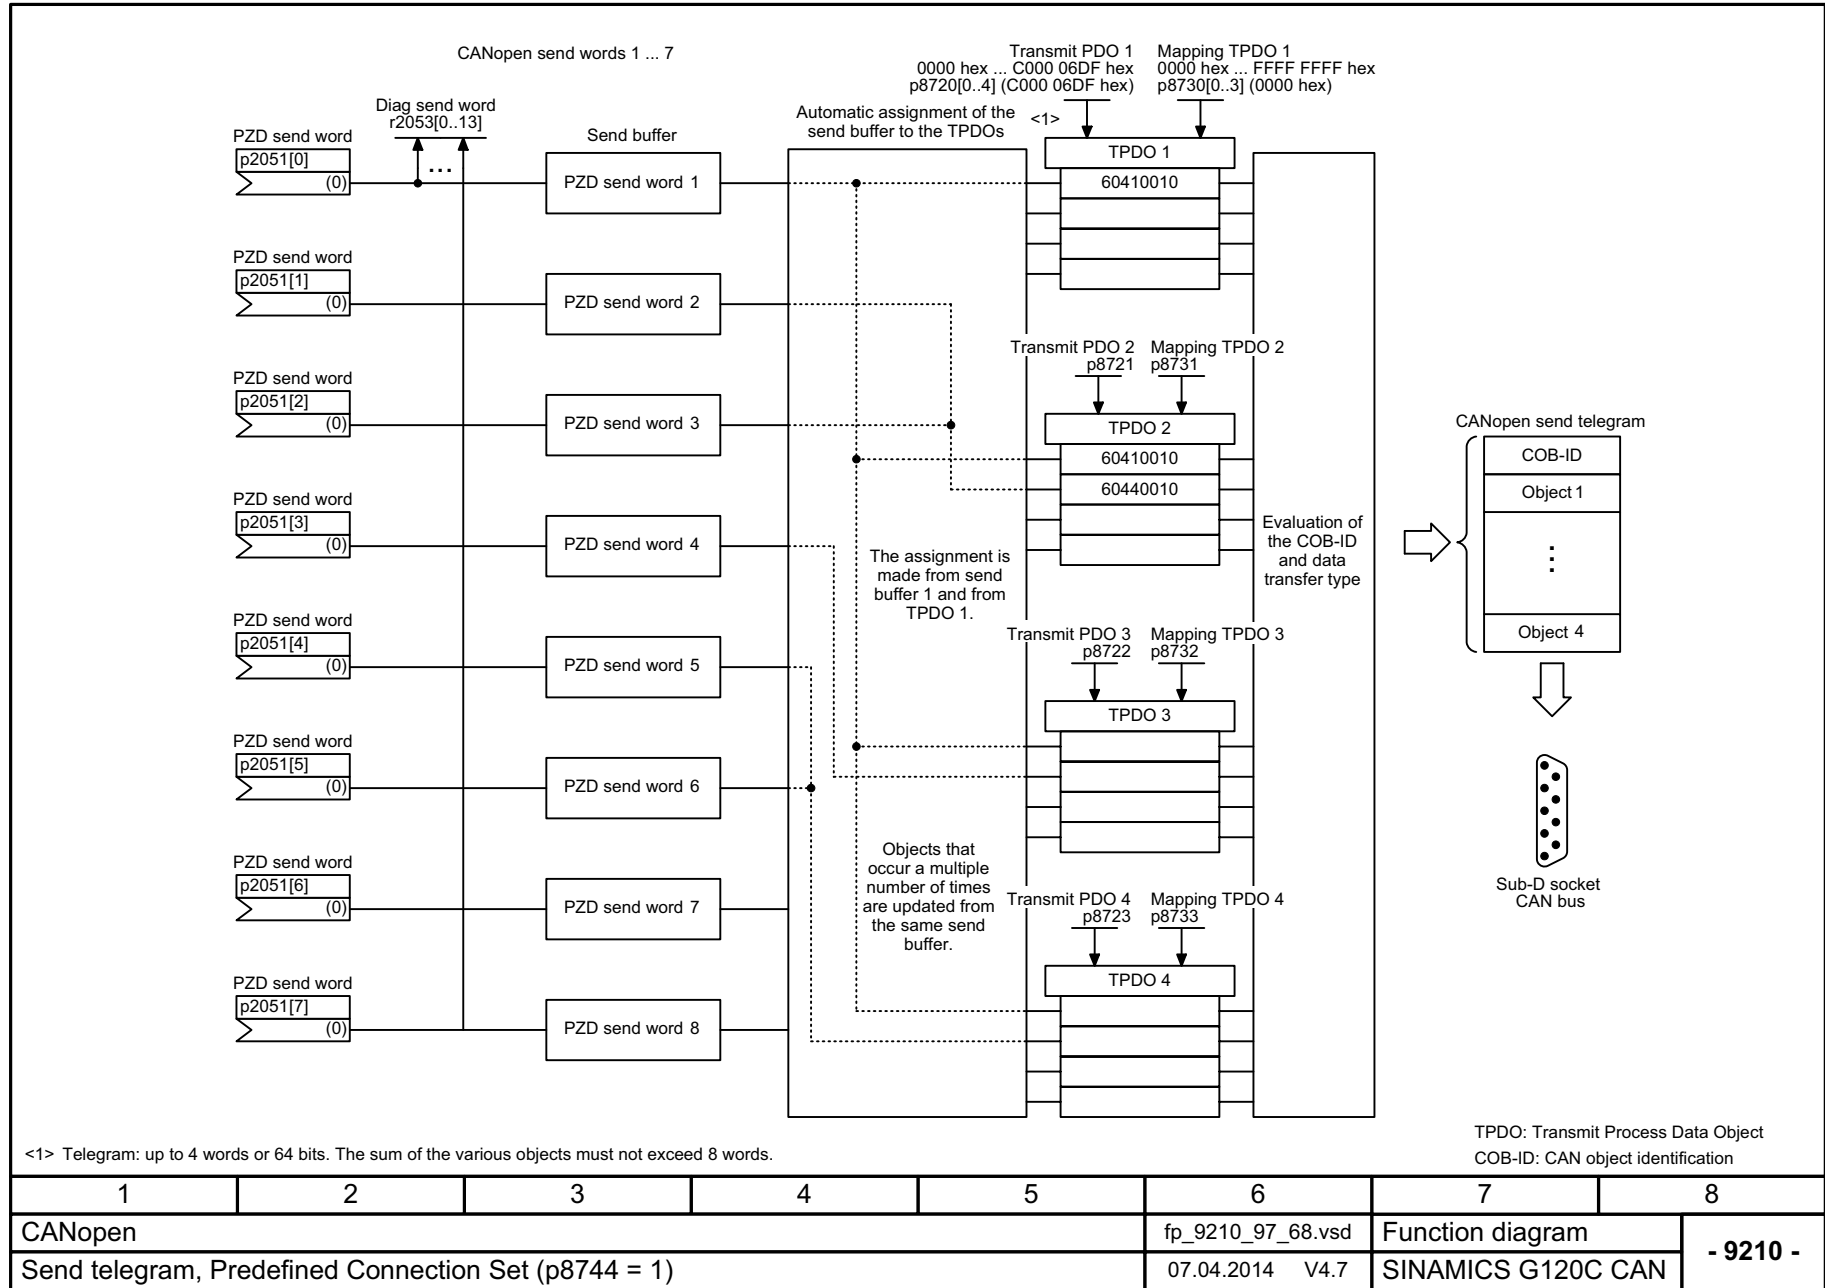 CANopen send words 1 ... 7
Transmit PDO 1
0000 hex ... C000 06DF hex
p8720[0..4] (C000 06DF hex)
Mapping TPDO 1
0000 hex ... FFFF FFFF hex
p8730[0..3] (0000 hex)
Diag send word
r2053[0..13]
...
Send buffer
Automatic assignment of the
send buffer to the TPDOs
<1>
PZD send word
p2051[0]
(0)
PZD send word 1
TPDO 1
60410010
PZD send word
p2051[1]
(0)
PZD send word 2
Transmit PDO 2
p8721
Mapping TPDO 2
p8731
PZD send word
p2051[2]
(0)
PZD send word 3
TPDO 2
60410010
60440010
CANopen send telegram
COB-ID
Object 1
⋮
Object 4
PZD send word
p2051[3]
(0)
PZD send word 4
The assignment is
made from send
buffer 1 and from
TPDO 1.
Evaluation of
the COB-ID
and data
transfer type
PZD send word
p2051[4]
(0)
PZD send word 5
Transmit PDO 3
p8722
Mapping TPDO 3
p8732
TPDO 3
PZD send word
p2051[5]
(0)
PZD send word 6
Objects that
occur a multiple
number of times
are updated from
the same send
buffer.
PZD send word
p2051[6]
(0)
PZD send word 7
Transmit PDO 4
p8723
Mapping TPDO 4
p8733
Sub-D socket
CAN bus
PZD send word
p2051[7]
(0)
PZD send word 8
TPDO 4
<1> Telegram: up to 4 words or 64 bits. The sum of the various objects must not exceed 8 words.
TPDO: Transmit Process Data Object
COB-ID: CAN object identification
1 2 3 4 5 6 7 8
CANopen
fp_9210_97_68.vsd
Function diagram
- 9210 -
Send telegram, Predefined Connection Set (p8744 = 1)
07.04.2014 V4.7
SINAMICS G120C CAN